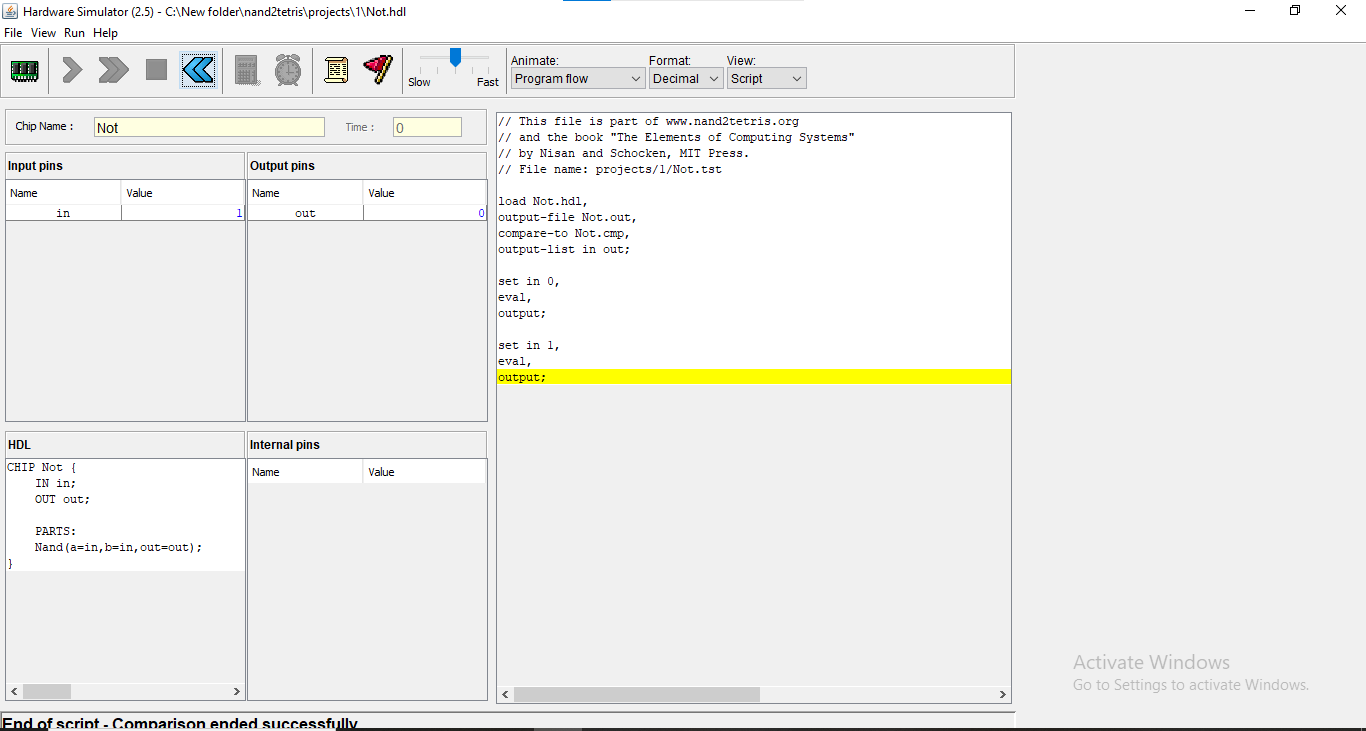 Hardware Simulator (2.5) - C:\New folder\nand2tetris\projects\1\Not.hdl
File View Run Help
Slow Fast
Animate: Format: View:
Program flow Decimal Script
Chip Name : Not Time : 0
Input pins Output pins
Name Value Name Value
in 1 out 0
HDL Internal pins
Name Value
CHIP Not {
IN in;
OUT out;
PARTS:
Nand(a=in,b=in,out=out);
}
// This file is part of www.nand2tetris.org
// and the book "The Elements of Computing Systems"
// by Nisan and Schocken, MIT Press.
// File name: projects/1/Not.tst
load Not.hdl,
output-file Not.out,
compare-to Not.cmp,
output-list in out;
set in 0,
eval,
output;
set in 1,
eval,
output;
Activate Windows
Go to Settings to activate Windows.
End of script - Comparison ended successfully